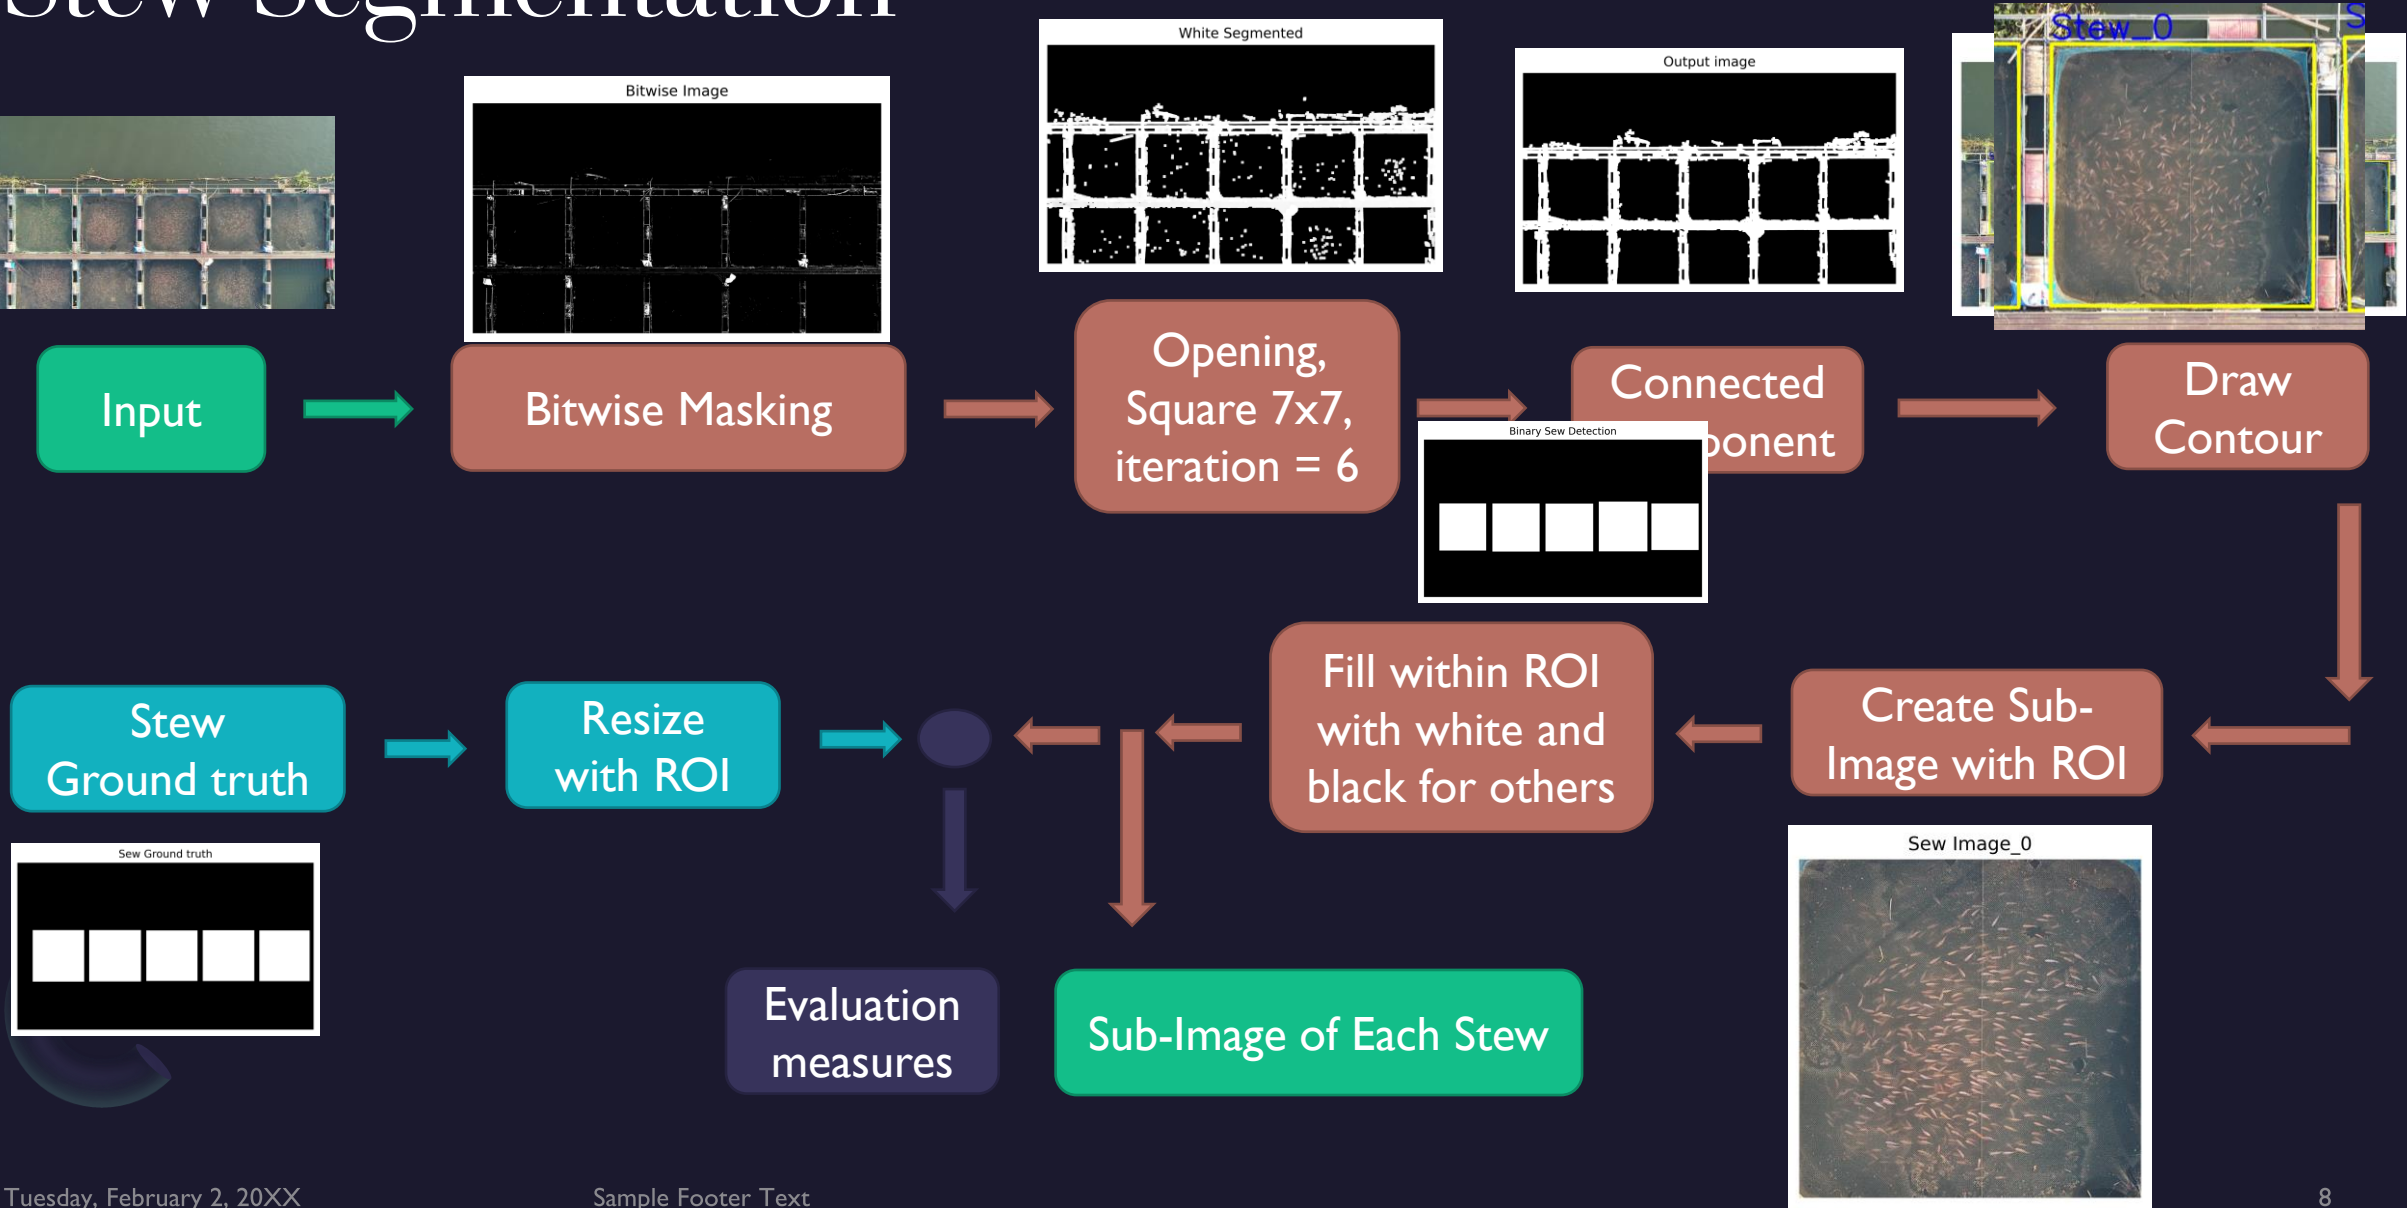 Stew Segmentation
White Segmented
Stew_0
S
Output image
Bitwise Image
Input
Bitwise Masking
Opening,
Square 7x7,
iteration = 6
Connected
ponent
Draw
Contour
Binary Sew Detection
Stew
Ground truth
Resize
with ROI
Fill within ROI
with white and
black for others
Create Sub-
Image with ROI
Sew Ground truth
Sew Image_0
Evaluation
measures
Sub-Image of Each Stew
Tuesday, February 2, 20XX
Sample Footer Text
8